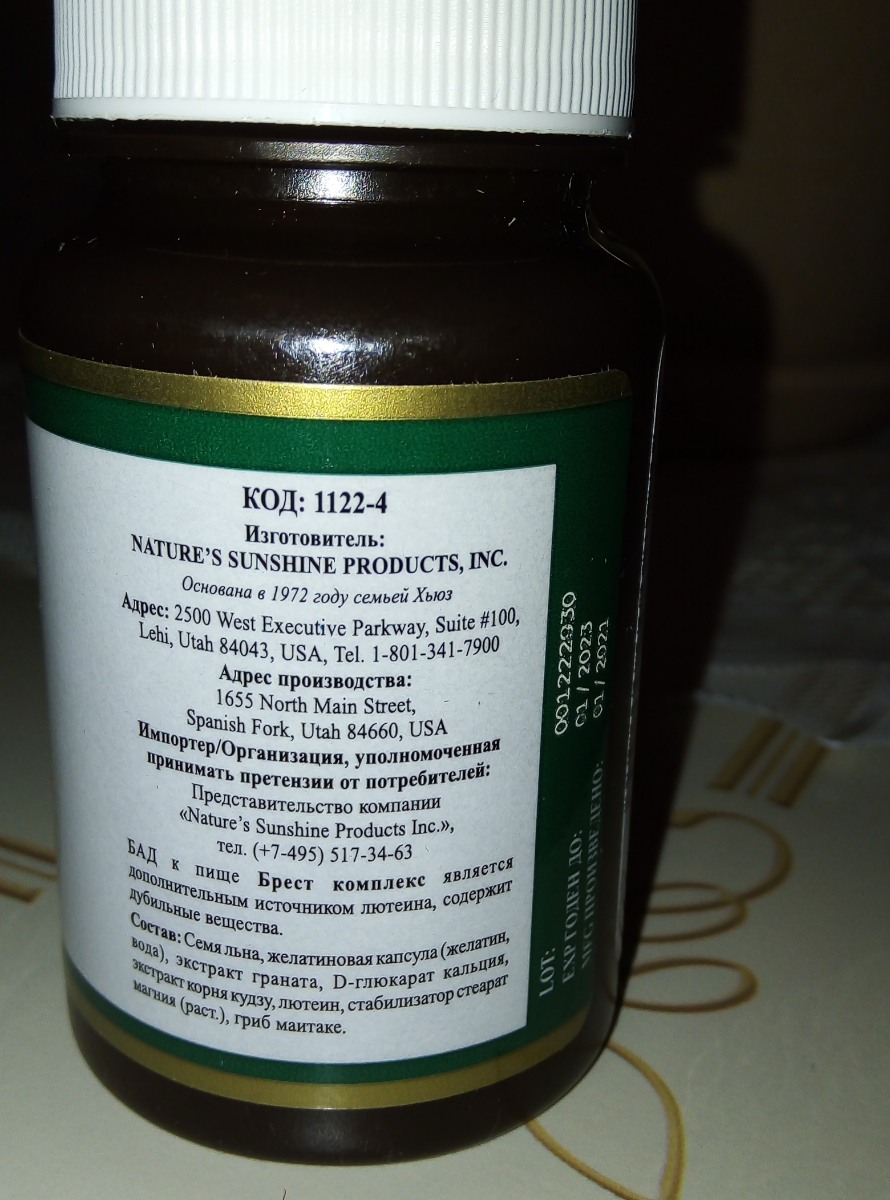 КОД: 1122-4
Изготовитель:
NATURE'S SUNSHINE PRODUCTS, INC.
Основана в 1972 году семьей Хьюз
Адрес: 2500 West Executive Parkway, Suite #100,
Lehi, Utah 84043, USA, Tel. 1-801-341-7900
Адрес производства:
1655 North Main Street,
Spanish Fork, Utah 84660, USA
Импортер/Организация, уполномоченная
принимать претензии от потребителей:
Представительство компании
«Nature's Sunshine Products Inc.»,
тел. (+7-495) 517-34-63
БАД к пище Брест комплекс является
дополнительным источником лютеина, содержит
дубильные вещества.
Состав: Семя льна, желатиновая капсула (желатин,
вода), экстракт граната, D-глюкарат кальция,
экстракт корня кудзу, лютеин, стабилизатор стеарат
магния (раст.), гриб маитаке.
LOT: 001222930
EXP.ГОДЕН ДО: 01/2023
MFG.ПРОИЗВЕДЕНО: 01/2021